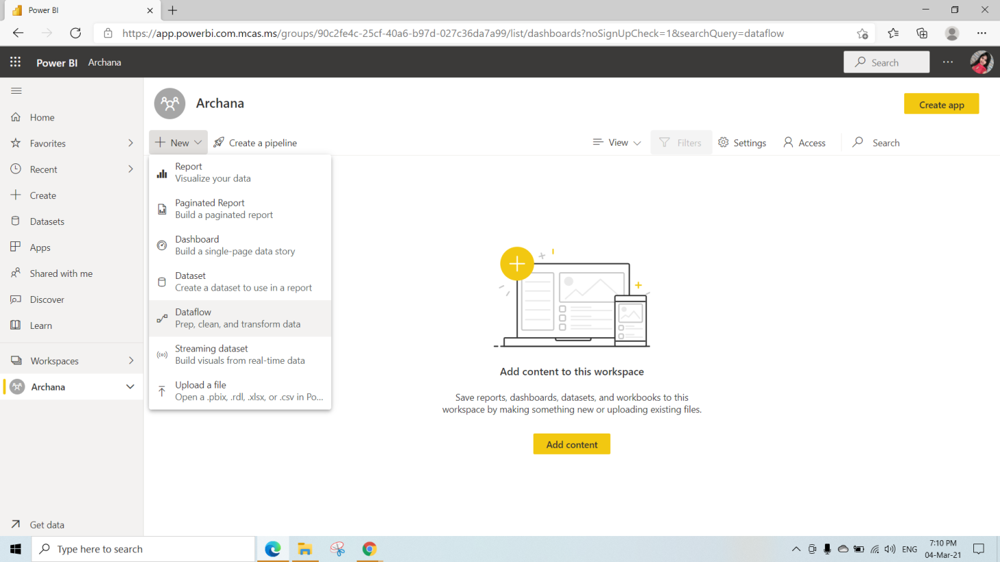 Power BI
https://app.powerbi.com.mcas.ms/groups/90c2fe4c-25cf-40a6-b97d-027c36da7a99/list/dashboards?noSignUpCheck=1&searchQuery=dataflow
Power BI Archana
Search
Home
Favorites
Recent
Create
Datasets
Apps
Shared with me
Discover
Learn
Workspaces
Archana
Get data
Archana
Create app
New
Create a pipeline
View
Filters
Settings
Access
Search
Report
Visualize your data
Paginated Report
Build a paginated report
Dashboard
Build a single-page data story
Dataset
Create a dataset to use in a report
Dataflow
Prep, clean, and transform data
Streaming dataset
Build visuals from real-time data
Upload a file
Open a .pbix, .rdl, .xlsx, or .csv in Po...
Add content to this workspace
Save reports, dashboards, datasets, and workbooks to this
workspace by making something new or uploading existing files.
Add content
Type here to search
ENG
7:10 PM
04-Mar-21